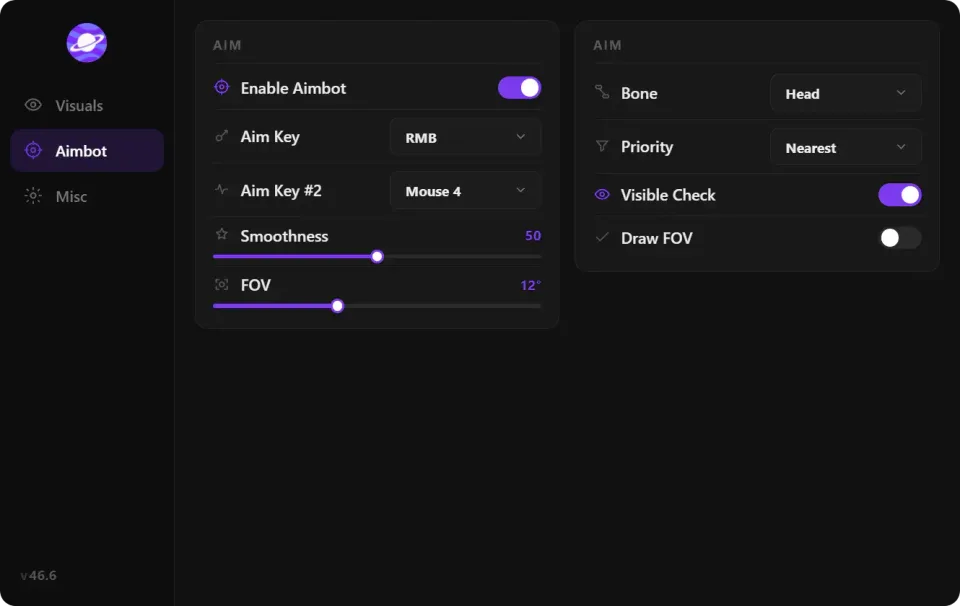 Visuals
Aimbot
Misc
v46.6
AIM
Enable Aimbot
Aim Key RMB
Aim Key #2 Mouse 4
Smoothness 50
FOV 12°
AIM
Bone Head
Priority Nearest
Visible Check
Draw FOV